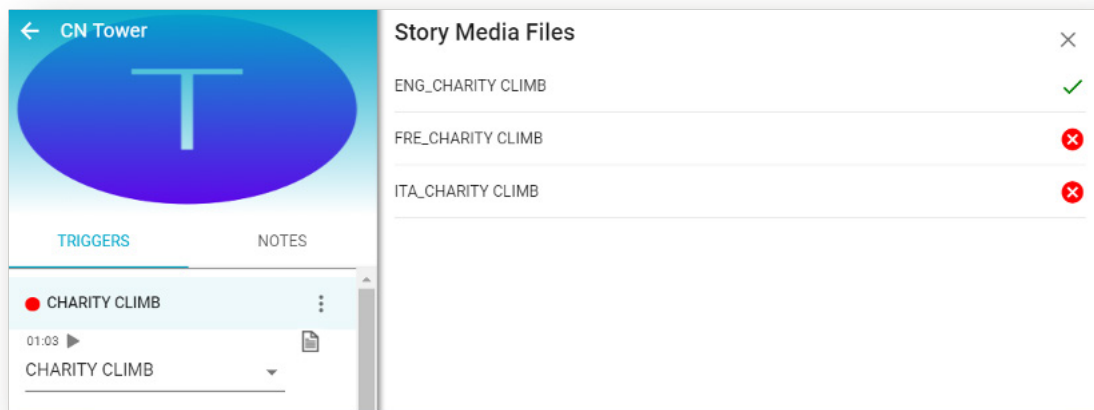 CN Tower
T
TRIGGERS NOTES
CHARITY CLIMB
01:03
CHARITY CLIMB
Story Media Files
ENG_CHARITY CLIMB
FRE_CHARITY CLIMB
ITA_CHARITY CLIMB